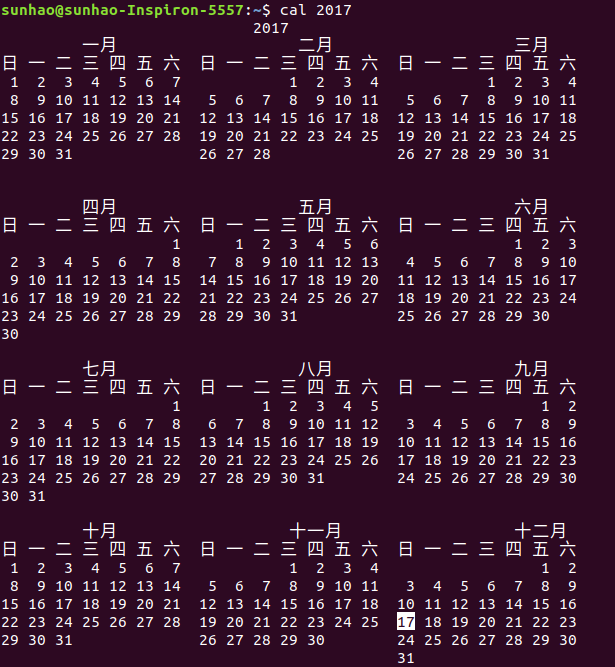 sunhao@sunhao-Inspiron-5557:~$ cal 2017
                            2017
         一月                    二月                    三月
日 一 二 三 四 五 六  日 一 二 三 四 五 六  日 一 二 三 四 五 六
 1  2  3  4  5  6  7            1  2  3  4            1  2  3  4
 8  9 10 11 12 13 14   5  6  7  8  9 10 11   5  6  7  8  9 10 11
15 16 17 18 19 20 21  12 13 14 15 16 17 18  12 13 14 15 16 17 18
22 23 24 25 26 27 28  19 20 21 22 23 24 25  19 20 21 22 23 24 25
29 30 31              26 27 28              26 27 28 29 30 31
         四月                    五月                    六月
日 一 二 三 四 五 六  日 一 二 三 四 五 六  日 一 二 三 四 五 六
                   1      1  2  3  4  5  6               1  2  3
 2  3  4  5  6  7  8   7  8  9 10 11 12 13   4  5  6  7  8  9 10
 9 10 11 12 13 14 15  14 15 16 17 18 19 20  11 12 13 14 15 16 17
16 17 18 19 20 21 22  21 22 23 24 25 26 27  18 19 20 21 22 23 24
23 24 25 26 27 28 29  28 29 30 31           25 26 27 28 29 30
30
         七月                    八月                    九月
日 一 二 三 四 五 六  日 一 二 三 四 五 六  日 一 二 三 四 五 六
                   1         1  2  3  4  5                  1  2
 2  3  4  5  6  7  8   6  7  8  9 10 11 12   3  4  5  6  7  8  9
 9 10 11 12 13 14 15  13 14 15 16 17 18 19  10 11 12 13 14 15 16
16 17 18 19 20 21 22  20 21 22 23 24 25 26  17 18 19 20 21 22 23
23 24 25 26 27 28 29  27 28 29 30 31        24 25 26 27 28 29 30
30 31
         十月                   十一月                   十二月
日 一 二 三 四 五 六  日 一 二 三 四 五 六  日 一 二 三 四 五 六
 1  2  3  4  5  6  7            1  2  3  4                  1  2
 8  9 10 11 12 13 14   5  6  7  8  9 10 11   3  4  5  6  7  8  9
15 16 17 18 19 20 21  12 13 14 15 16 17 18  10 11 12 13 14 15 16
22 23 24 25 26 27 28  19 20 21 22 23 24 25  17 18 19 20 21 22 23
29 30 31              26 27 28 29 30        24 25 26 27 28 29 30
                                            31